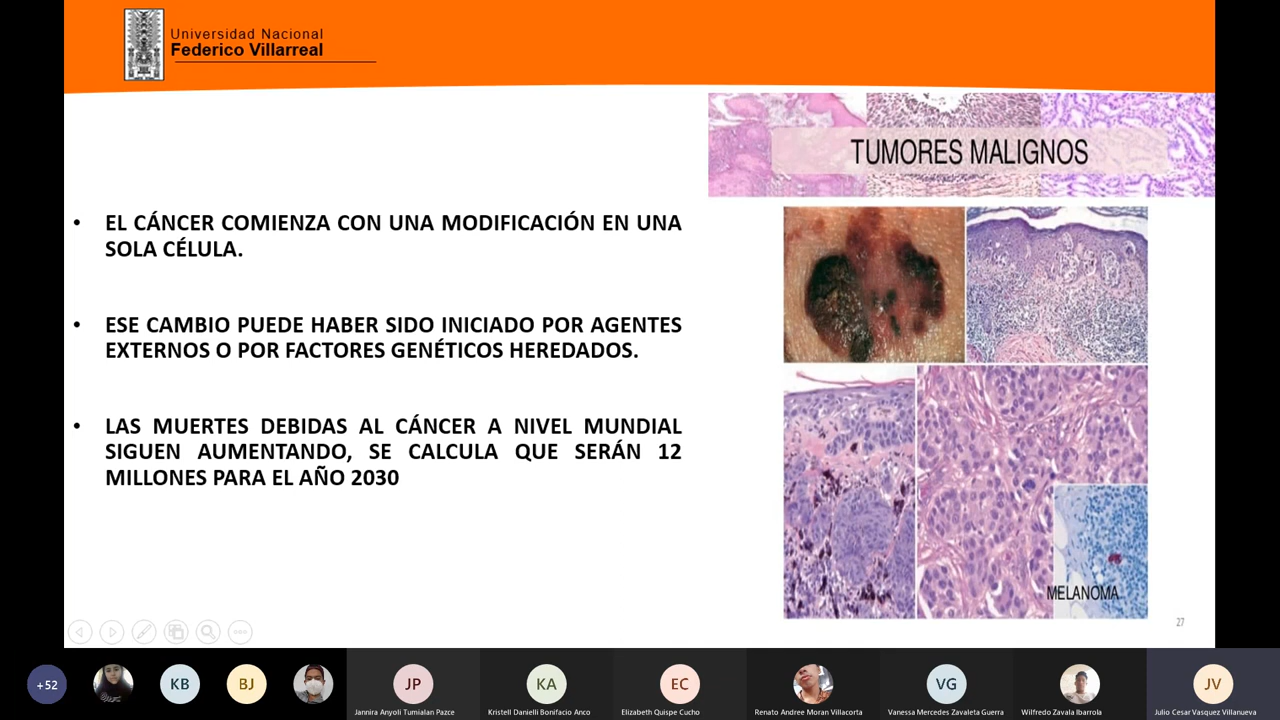 Universidad Nacional
Federico Villarreal
TUMORES MALIGNOS
• EL CÁNCER COMIENZA CON UNA MODIFICACIÓN EN UNA
SOLA CÉLULA.
• ESE CAMBIO PUEDE HABER SIDO INICIADO POR AGENTES
EXTERNOS O POR FACTORES GENÉTICOS HEREDADOS.
• LAS MUERTES DEBIDAS AL CÁNCER A NIVEL MUNDIAL
SIGUEN AUMENTANDO, SE CALCULA QUE SERÁN 12
MILLONES PARA EL AÑO 2030
MELANOMA
27
+52
KB
BJ
JP
KA
EC
VG
JV
Jannira Anyoli Tumialan Pazce
Kristell Danielli Bonifacio Anco
Elizabeth Quispe Cucho
Renato Andree Moran Villacorta
Vanessa Mercedes Zavaleta Guerra
Wilfredo Zavala Ibarrola
Julio Cesar Vasquez Villanueva